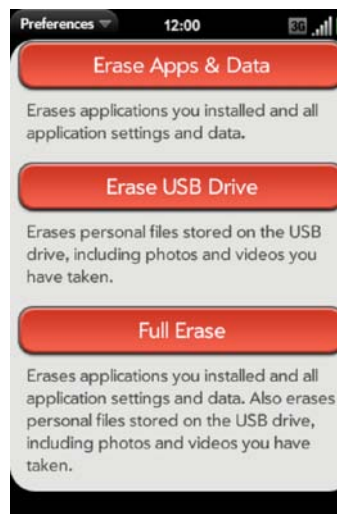 Preferences 12:00 3G
Erase Apps & Data
Erases applications you installed and all
application settings and data.
Erase USB Drive
Erases personal files stored on the USB
drive, including photos and videos you
have taken.
Full Erase
Erases applications you installed and all
application settings and data. Also erases
personal files stored on the USB drive,
including photos and videos you have
taken.